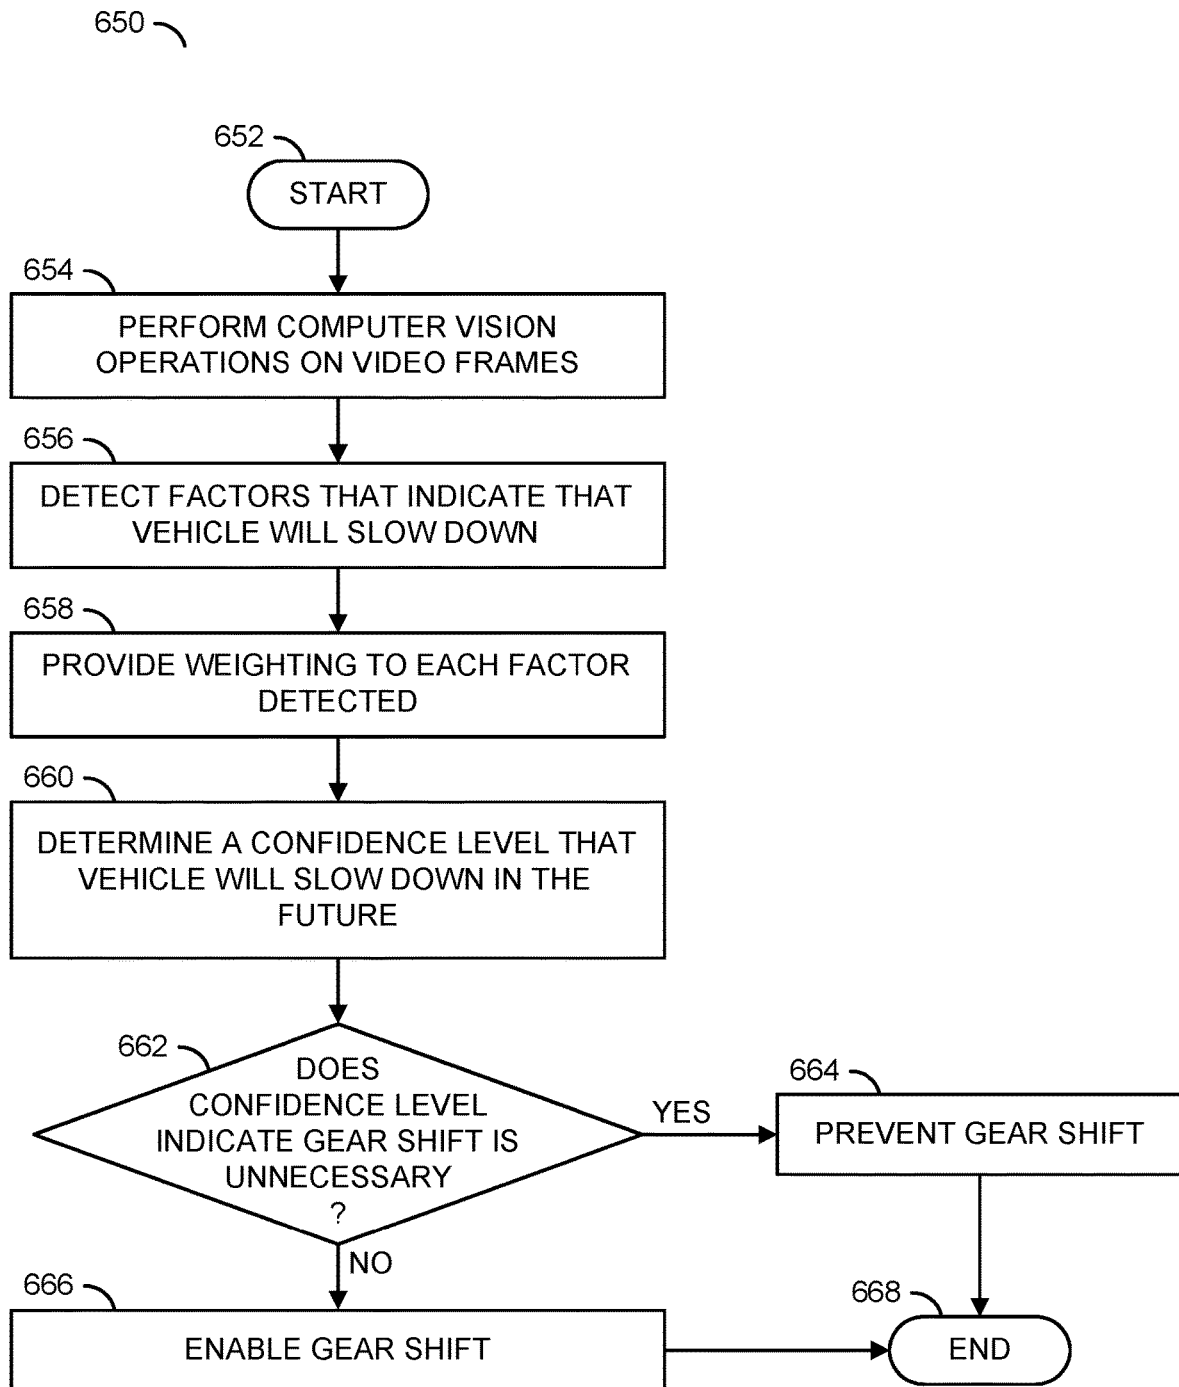 650
652
START
654
PERFORM COMPUTER VISION
OPERATIONS ON VIDEO FRAMES
656
DETECT FACTORS THAT INDICATE THAT
VEHICLE WILL SLOW DOWN
658
PROVIDE WEIGHTING TO EACH FACTOR
DETECTED
660
DETERMINE A CONFIDENCE LEVEL THAT
VEHICLE WILL SLOW DOWN IN THE
FUTURE
662
DOES
CONFIDENCE LEVEL
INDICATE GEAR SHIFT IS
UNNECESSARY
?
YES
664
PREVENT GEAR SHIFT
NO
666
ENABLE GEAR SHIFT
668
END